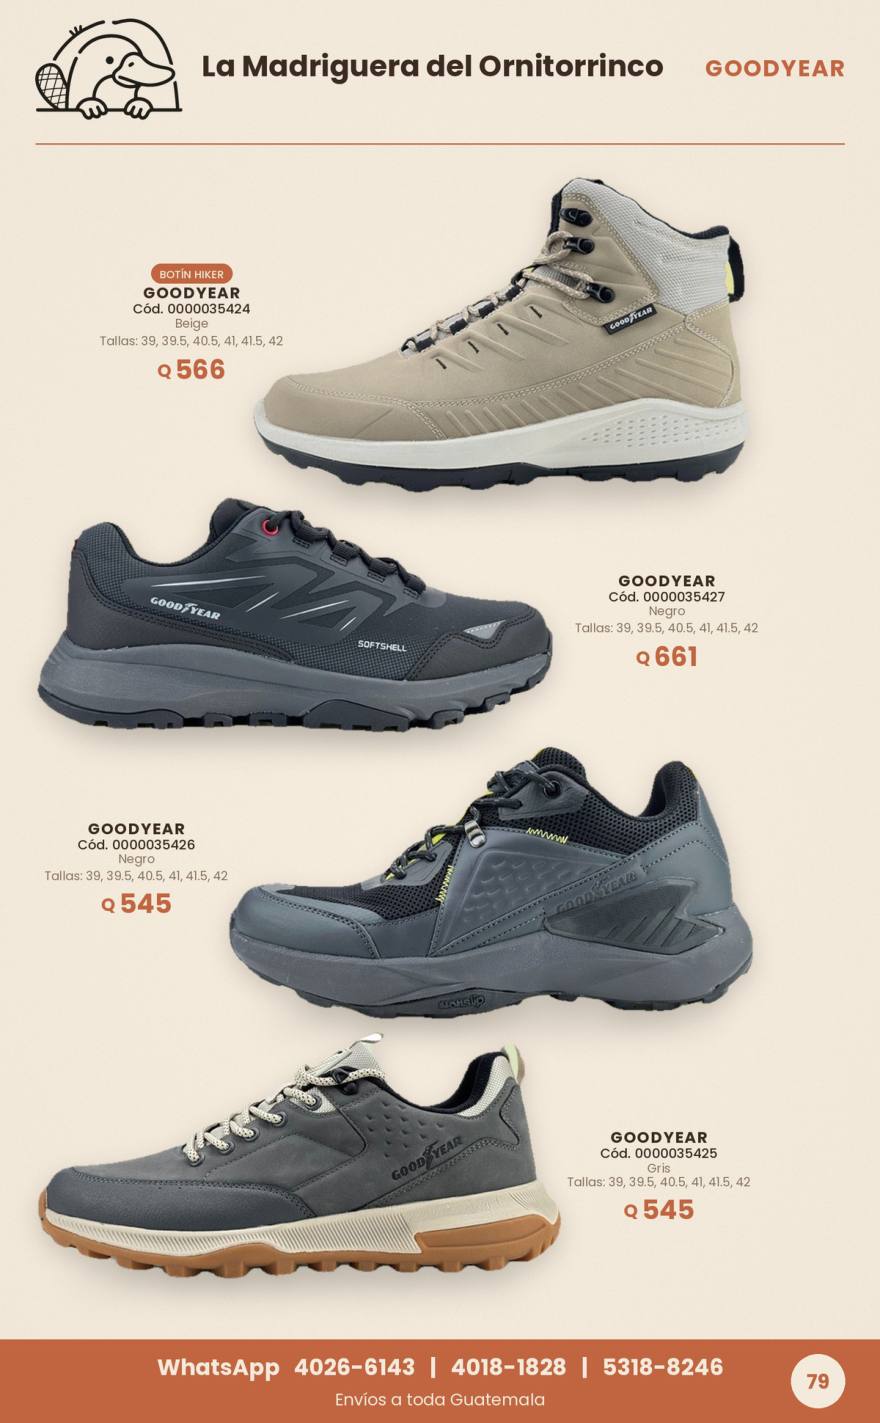 La Madriguera del Ornitorrinco
GOODYEAR
BOTÍN HIKER
GOODYEAR
Cód. 0000035424
Beige
Tallas: 39, 39.5, 40.5, 41, 41.5, 42
Q 566
GOODYEAR
GOODYEAR
SOFTSHELL
GOODYEAR
Cód. 0000035427
Negro
Tallas: 39, 39.5, 40.5, 41, 41.5, 42
Q 661
GOODYEAR
Cód. 0000035426
Negro
Tallas: 39, 39.5, 40.5, 41, 41.5, 42
Q 545
GOODYEAR
GOODYEAR
GOODYEAR
Cód. 0000035425
Gris
Tallas: 39, 39.5, 40.5, 41, 41.5, 42
Q 545
WhatsApp 4026-6143 | 4018-1828 | 5318-8246
Envíos a toda Guatemala
79